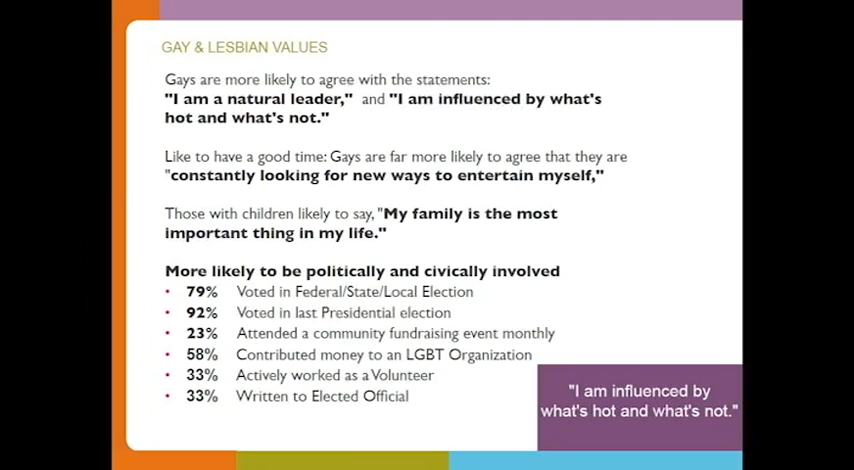 GAY & LESBIAN VALUES
Gays are more likely to agree with the statements:
"I am a natural leader," and "I am influenced by what's
hot and what's not."
Like to have a good time: Gays are far more likely to agree that they are
"constantly looking for new ways to entertain myself,"
Those with children likely to say, "My family is the most
important thing in my life."
More likely to be politically and civically involved
• 79% Voted in Federal/State/Local Election
• 92% Voted in last Presidential election
• 23% Attended a community fundraising event monthly
• 58% Contributed money to an LGBT Organization
• 33% Actively worked as a Volunteer
• 33% Written to Elected Official
"I am influenced by
what's hot and what's not."